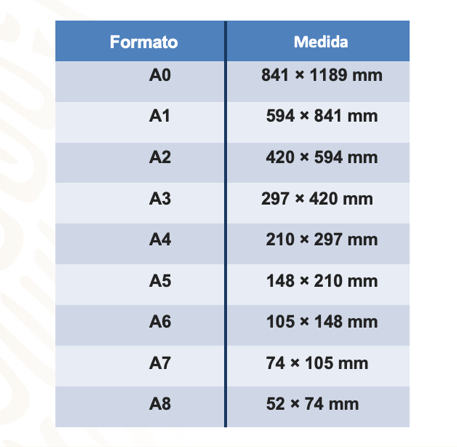 Formato Medida
A0 841 × 1189 mm
A1 594 × 841 mm
A2 420 × 594 mm
A3 297 × 420 mm
A4 210 × 297 mm
A5 148 × 210 mm
A6 105 × 148 mm
A7 74 × 105 mm
A8 52 × 74 mm